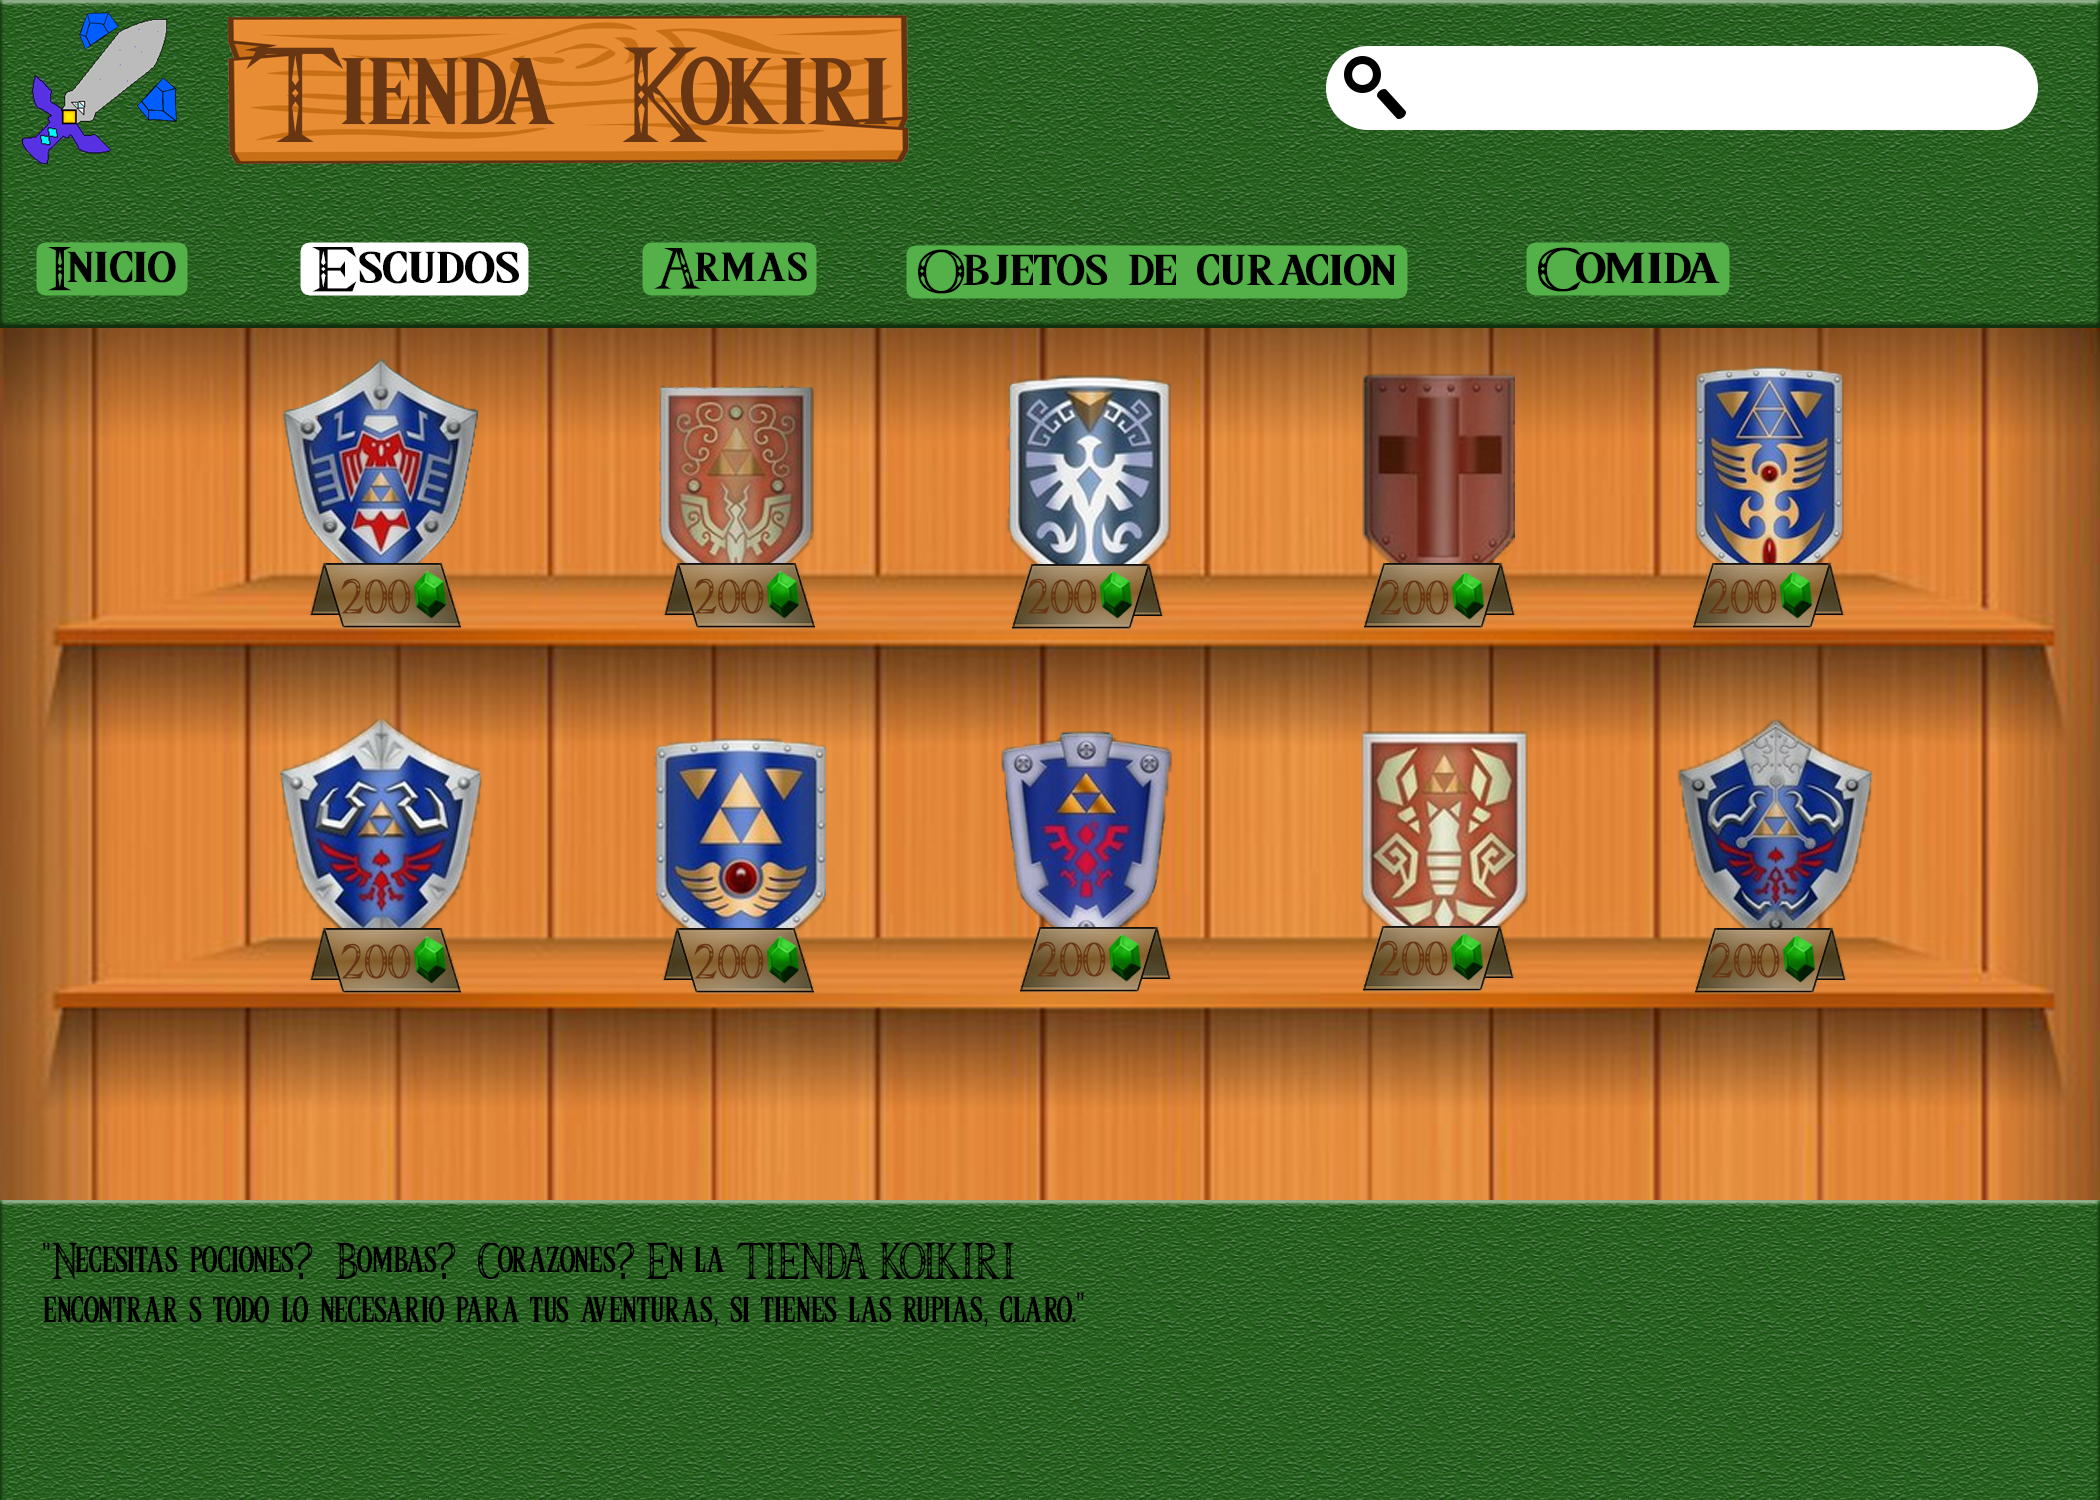 Tienda Kokiri
Inicio Escudos Armas Objetos de curacion Comida
200 200 200 200 200
200 200 200 200 200
"Necesitas pociones? Bombas? Corazones? En la TIENDA KOIKIRI
encontrar s todo lo necesario para tus aventuras, si tienes las rupias, claro."